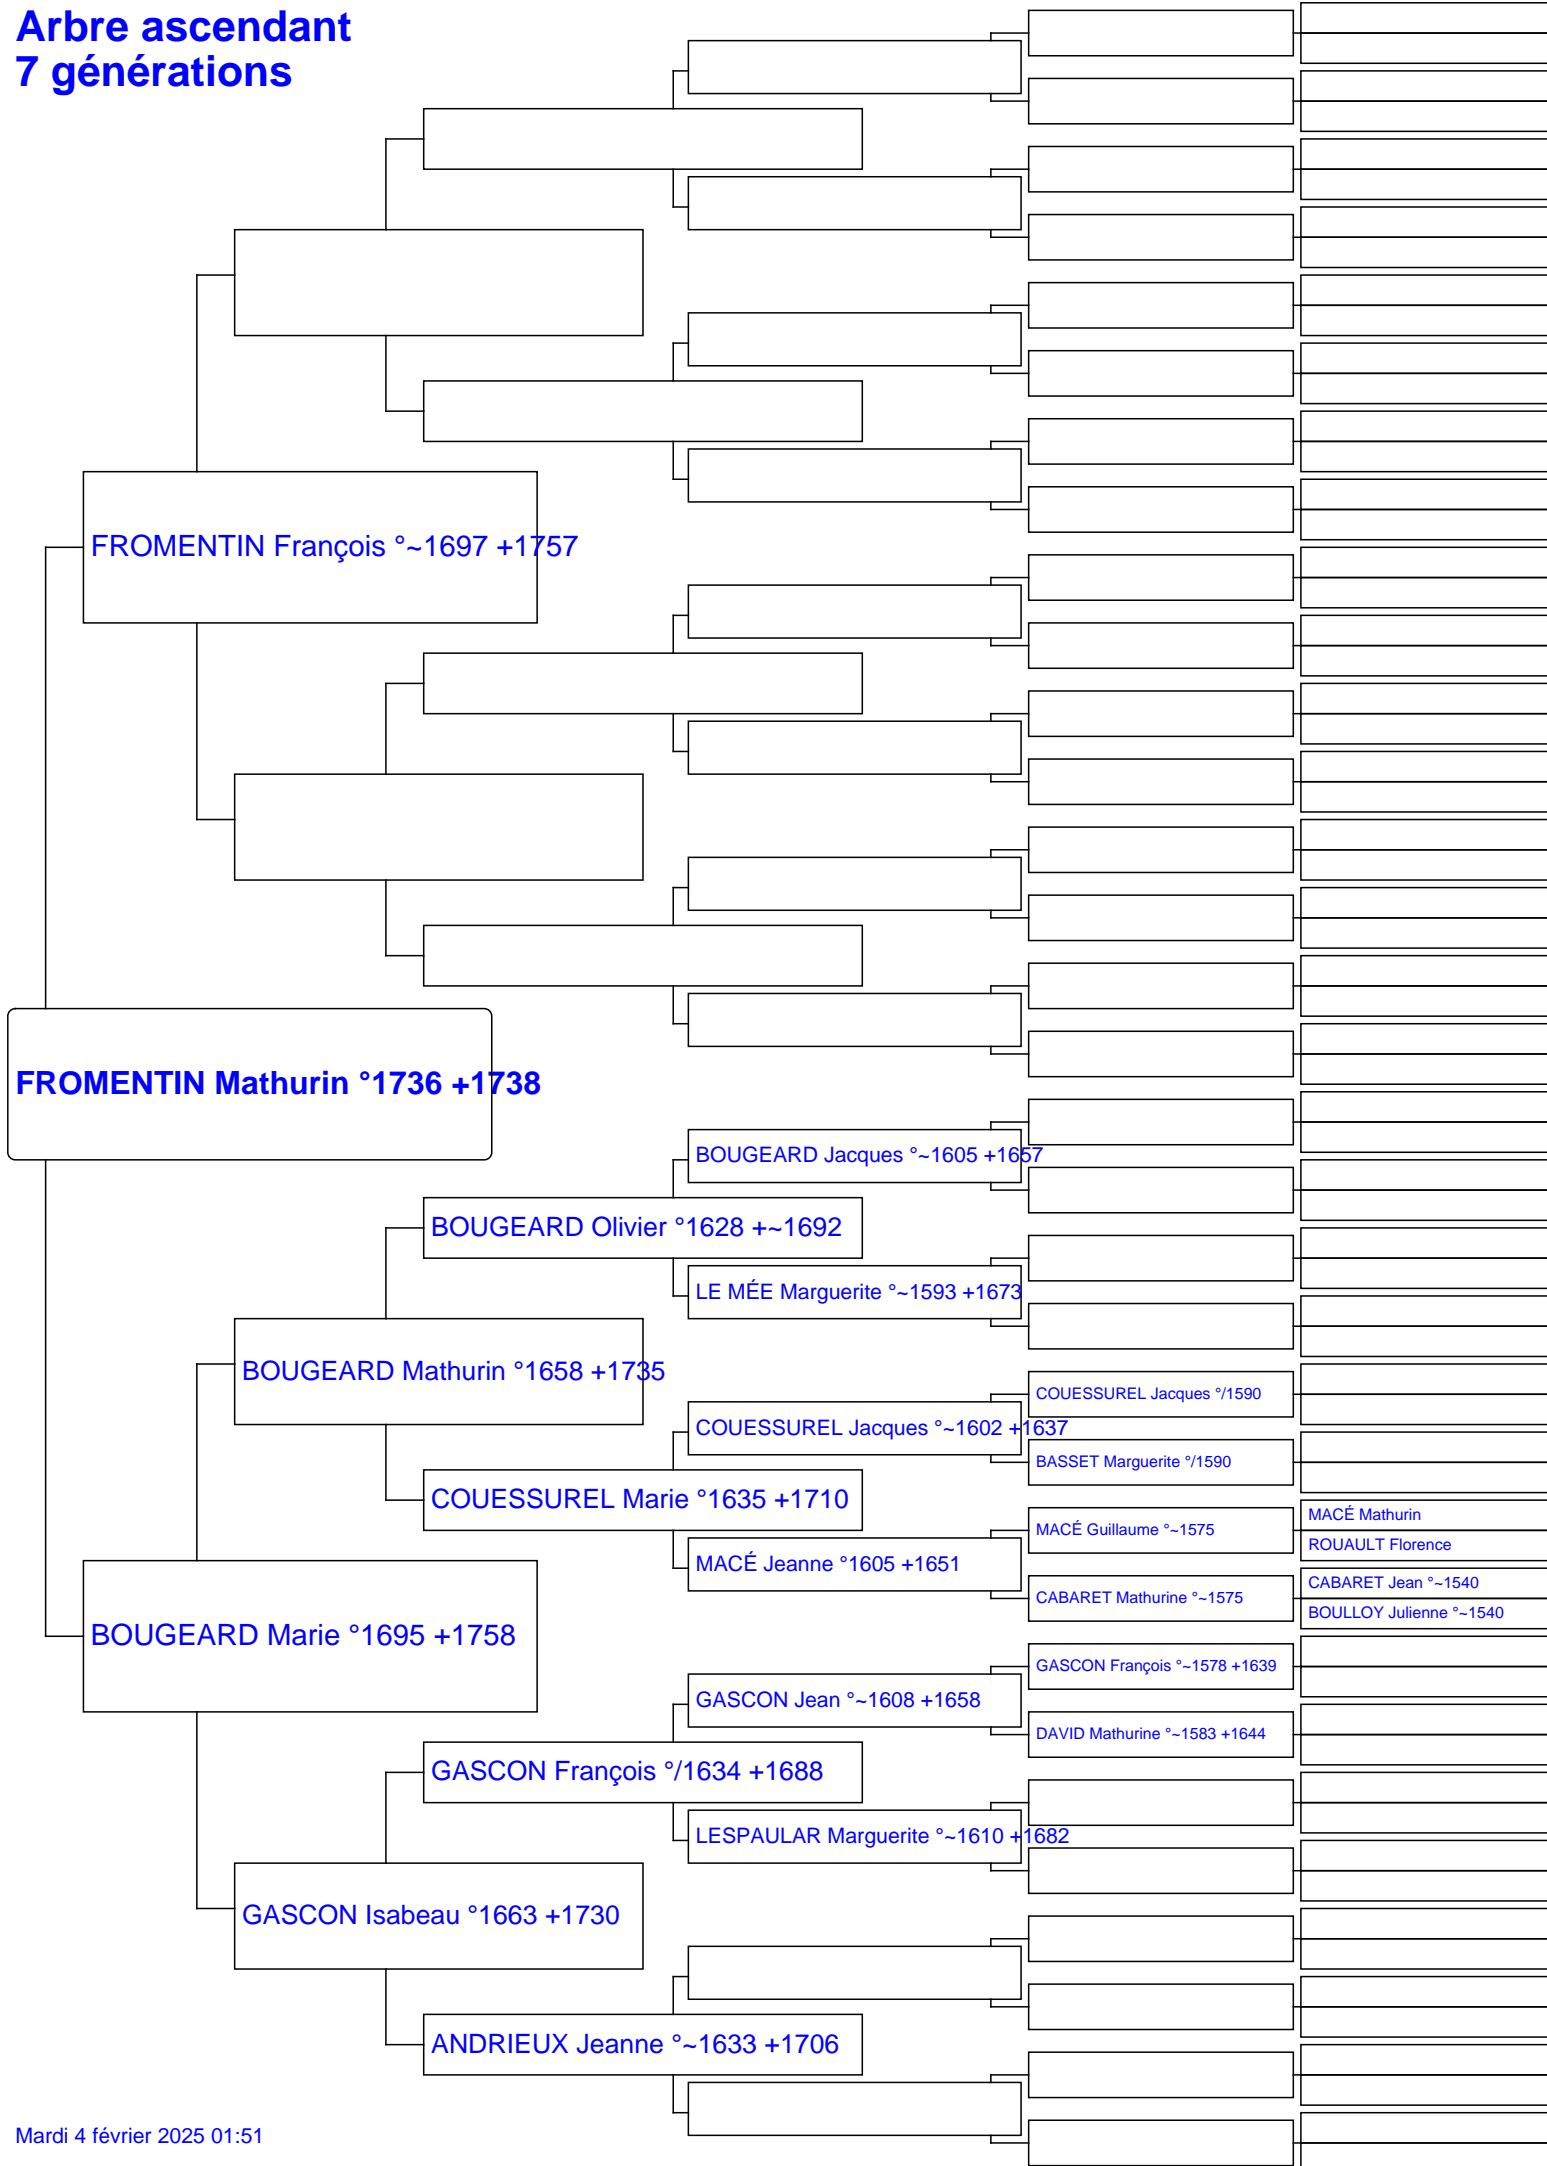 Arbre ascendant
7 générations
FROMENTIN François °~1697 +1757
FROMENTIN Mathurin °1736 +1738
BOUGEARD Jacques °~1605 +1657
BOUGEARD Olivier °1628 +~1692
LE MÉE Marguerite °~1593 +1673
BOUGEARD Mathurin °1658 +1735
COUESSUREL Jacques °/1590
COUESSUREL Jacques °~1602 +1637
BASSET Marguerite °/1590
COUESSUREL Marie °1635 +1710
MACÉ Mathurin
MACÉ Guillaume °~1575
ROUAULT Florence
MACÉ Jeanne °1605 +1651
CABARET Jean °~1540
CABARET Mathurine °~1575
BOULLOY Julienne °~1540
BOUGEARD Marie °1695 +1758
GASCON François °~1578 +1639
GASCON Jean °~1608 +1658
DAVID Mathurine °~1583 +1644
GASCON François °/1634 +1688
LESPAULAR Marguerite °~1610 +1682
GASCON Isabeau °1663 +1730
ANDRIEUX Jeanne °~1633 +1706
Mardi 4 février 2025 01:51